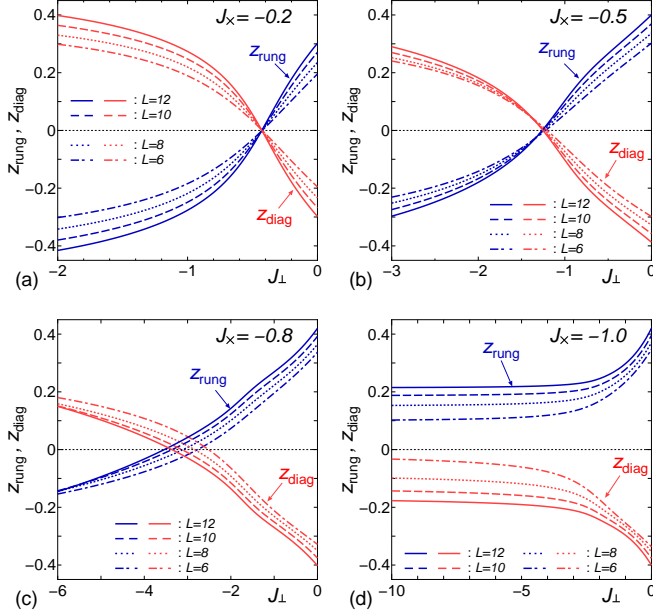 J× = −0.2
z_rung, z_diag
0.4
0.2
0
−0.2
−0.4
z_rung
: L=12
: L=10
: L=8
: L=6
z_diag
−2
−1
0
(a)
J⊥
J× = −0.5
z_rung, z_diag
0.4
0.2
0
−0.2
−0.4
z_rung
z_diag
: L=12
: L=10
: L=8
: L=6
−3
−2
−1
0
(b)
J⊥
J× = −0.8
z_rung, z_diag
0.4
0.2
0
−0.2
−0.4
z_rung
z_diag
: L=12
: L=10
: L=8
: L=6
−6
−4
−2
0
(c)
J⊥
J× = −1.0
z_rung, z_diag
0.4
0.2
0
−0.2
−0.4
z_rung
z_diag
: L=12 : L=8
: L=10 : L=6
−10
−8
−6
−4
−2
0
(d)
J⊥